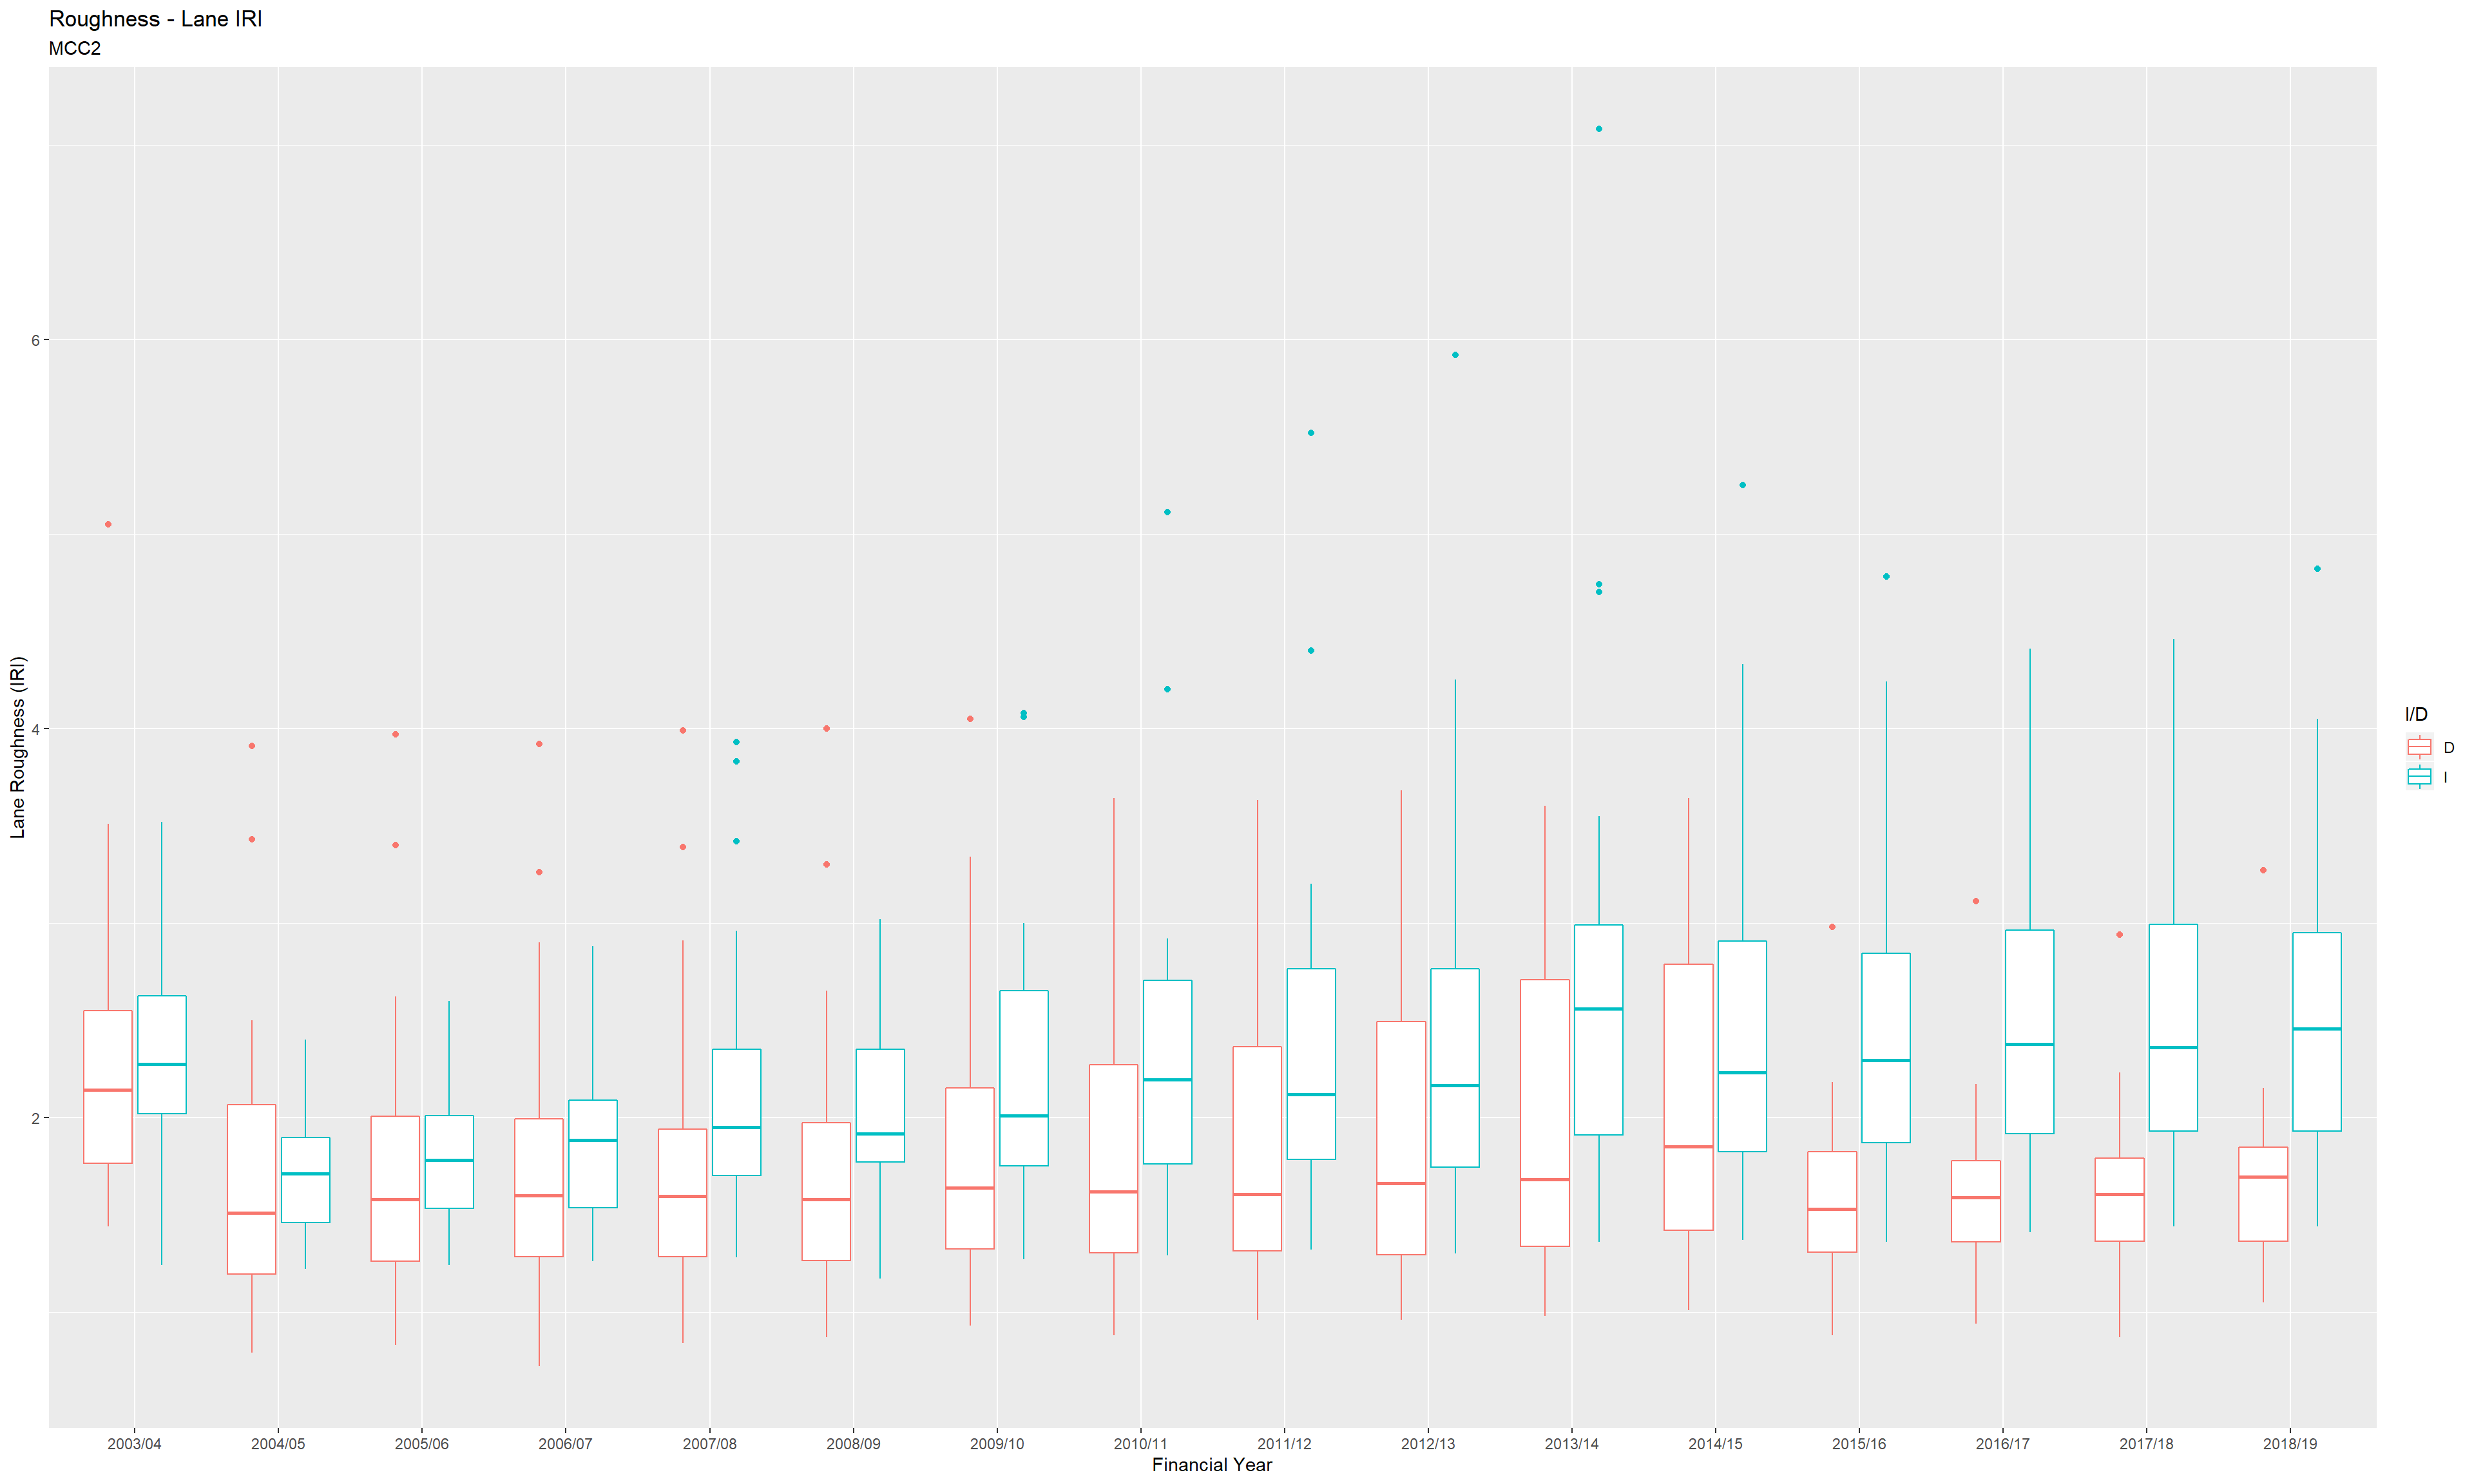 Roughness - Lane IRI
MCC2
Lane Roughness (IRI)
6
4
2
2003/04 2004/05 2005/06 2006/07 2007/08 2008/09 2009/10 2010/11 2011/12 2012/13 2013/14 2014/15 2015/16 2016/17 2017/18 2018/19
Financial Year
I/D
D
I